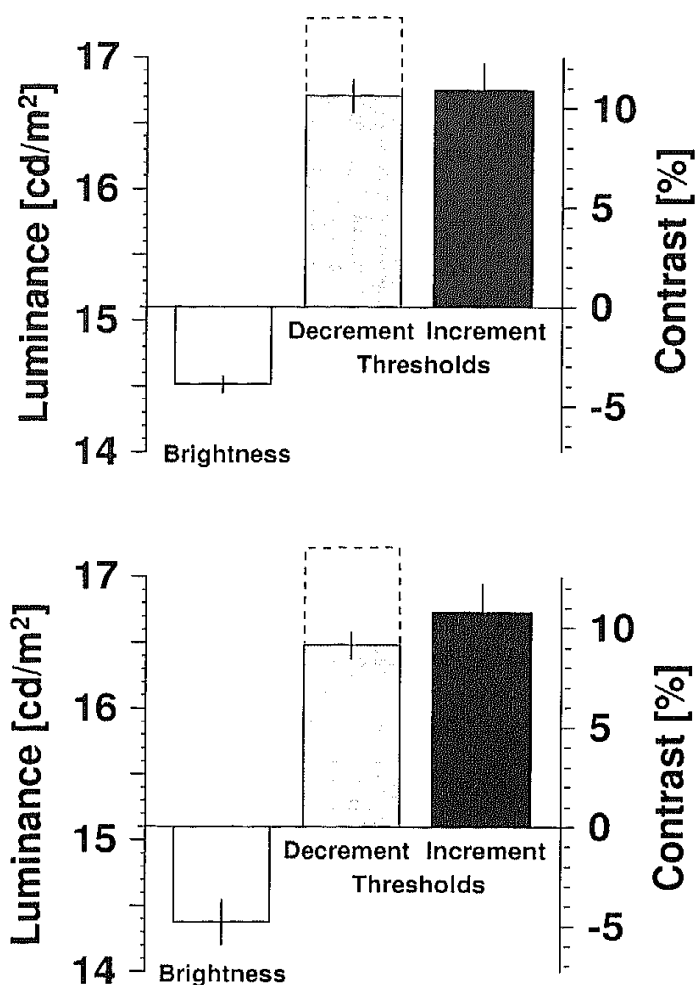 Luminance [cd/m²]
17
16
15
14
10
5
0
-5
Contrast [%]
Decrement Increment
Thresholds
Brightness
Luminance [cd/m²]
17
16
15
14
10
5
0
-5
Contrast [%]
Decrement Increment
Thresholds
Brightness